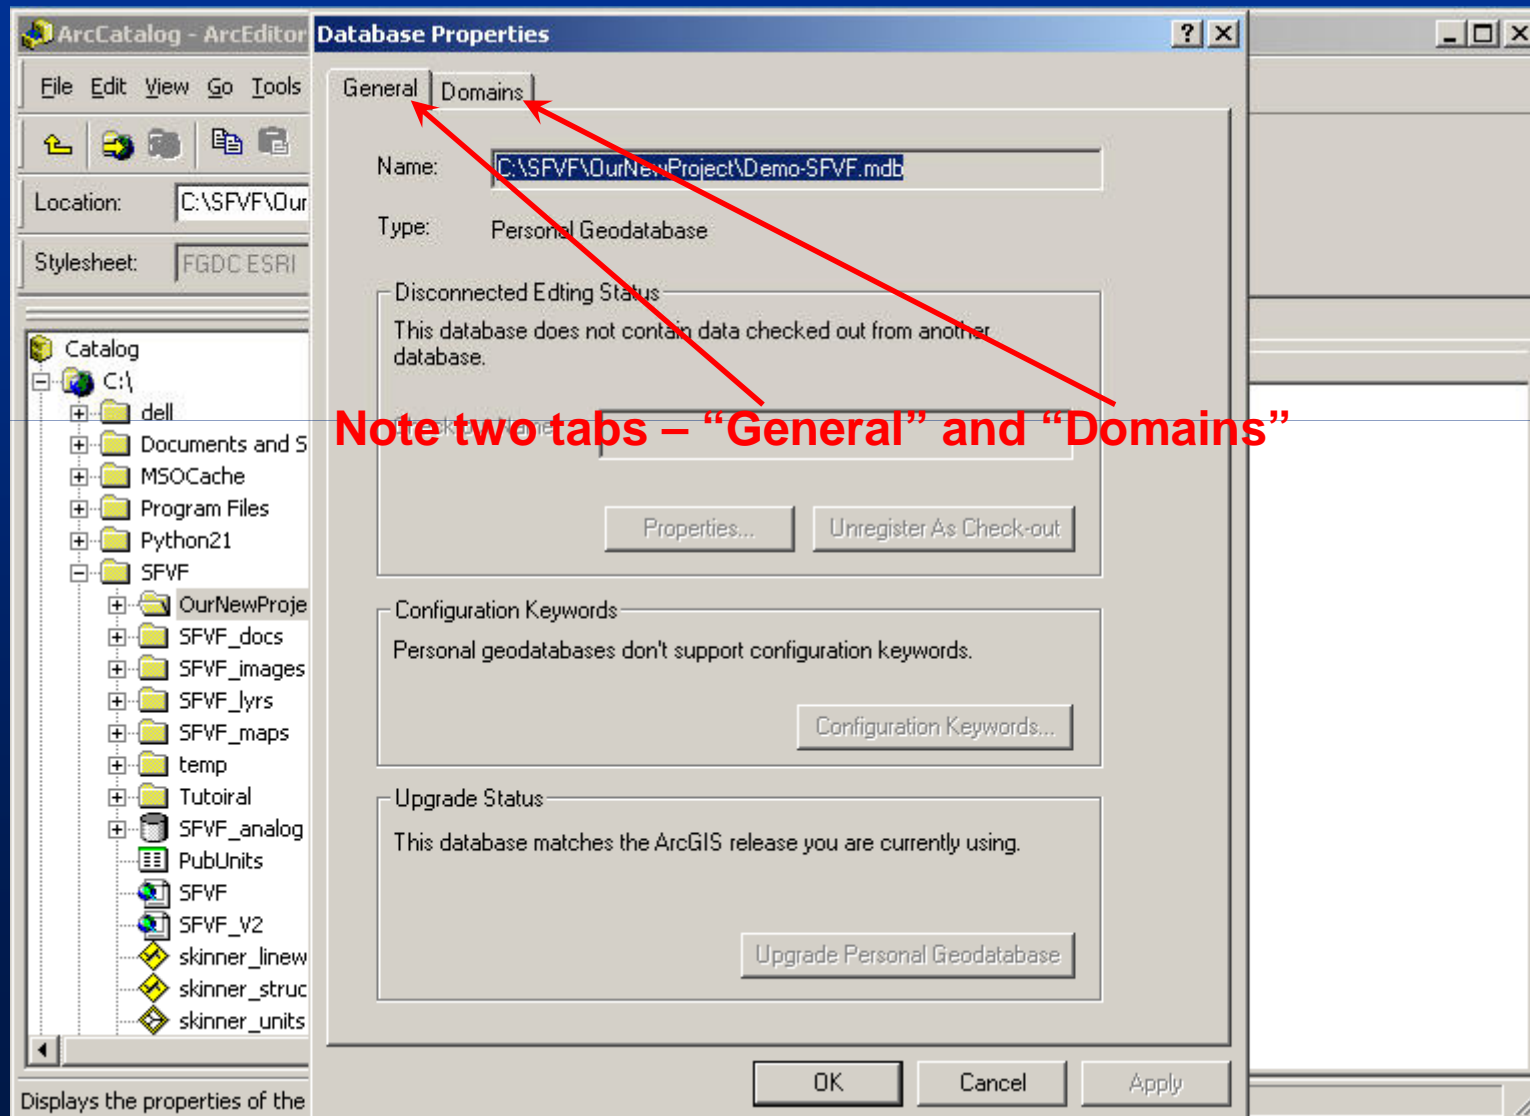 ArcCatalog - ArcEditor
Database Properties
File Edit View Go Tools
General
Domains
Name:
C:\SFVF\OurNewProject\Demo-SFVF.mdb
Location:
C:\SFVF\Our
Type:
Personal Geodatabase
Stylesheet:
FGDC ESRI
Disconnected Edting Status
This database does not contain data checked out from another
database.
Note two tabs – “General” and “Domains”
Properties...
Unregister As Check-out
Configuration Keywords
Personal geodatabases don't support configuration keywords.
Configuration Keywords...
Upgrade Status
This database matches the ArcGIS release you are currently using.
Upgrade Personal Geodatabase
OK
Cancel
Apply
Catalog
C:\
dell
Documents and S
MSOCache
Program Files
Python21
SFVF
OurNewProje
SFVF_docs
SFVF_images
SFVF_lyrs
SFVF_maps
temp
Tutoiral
SFVF_analog
PubUnits
SFVF
SFVF_V2
skinner_linew
skinner_struc
skinner_units
Displays the properties of the